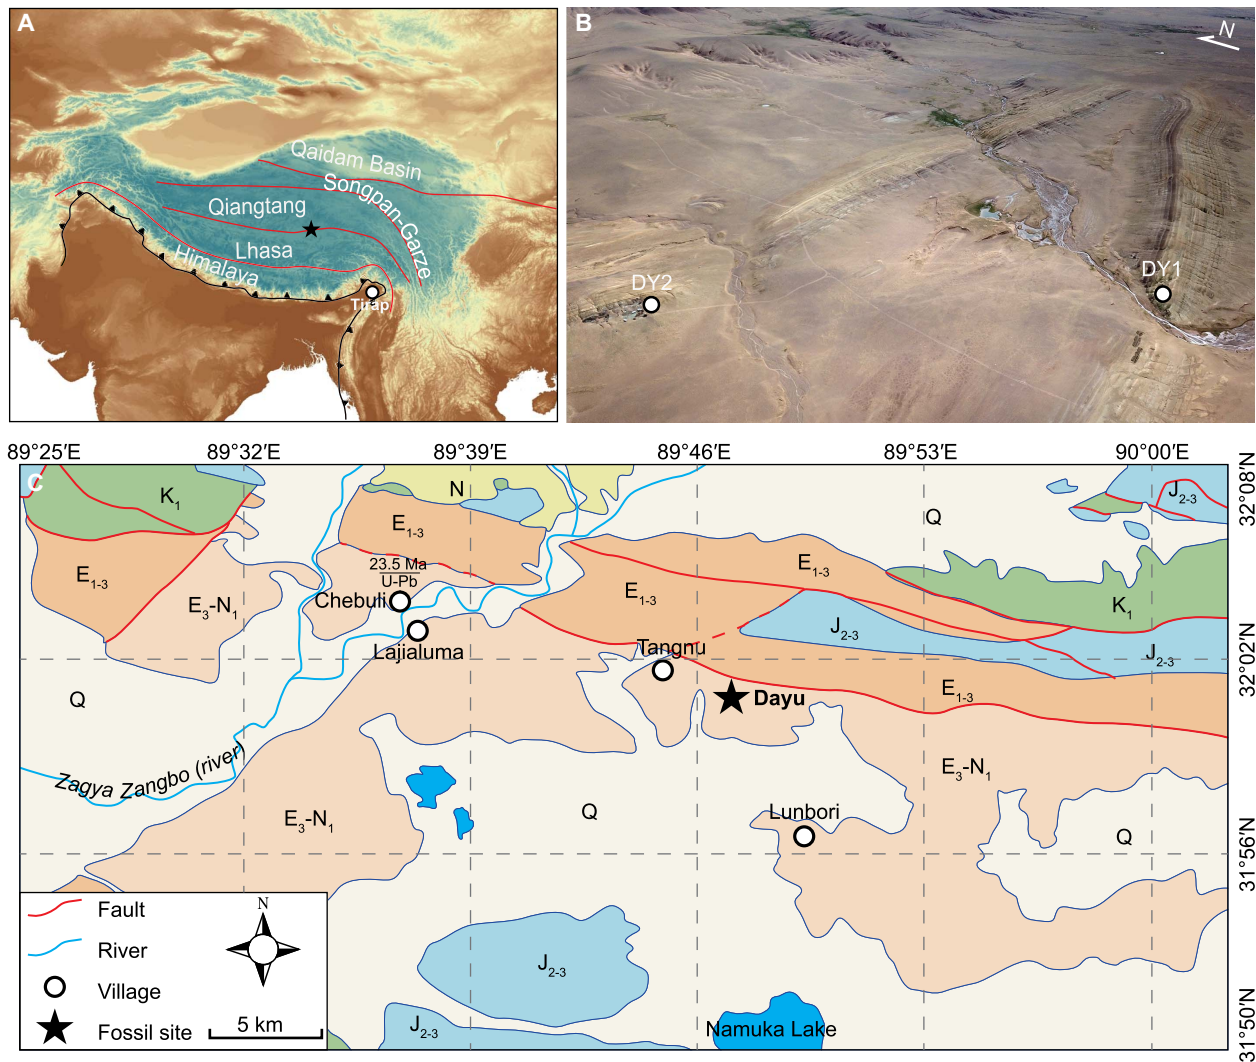 A
Qaidam Basin
Songpan-Garze
Qiangtang
Lhasa
Himalaya
Tirap
B
N
DY2
DY1
89°25′E
89°32′E
89°39′E
89°46′E
89°53′E
90°00′E
C
K₁
N
J₂₋₃
32°08′N
Q
E₁₋₃
23.5 Ma
U-Pb
E₁₋₃
E₁₋₃
E₁₋₃
E₃-N₁
Chebuli
K₁
J₂₋₃
Lajialuma
Tangnu
J₂₋₃
32°02′N
Q
E₁₋₃
Dayu
Zagya Zangbo (river)
E₃-N₁
E₃-N₁
Q
Lunbori
Q
31°56′N
Fault
River
Village
Fossil site
N
5 km
J₂₋₃
J₂₋₃
Namuka Lake
31°50′N